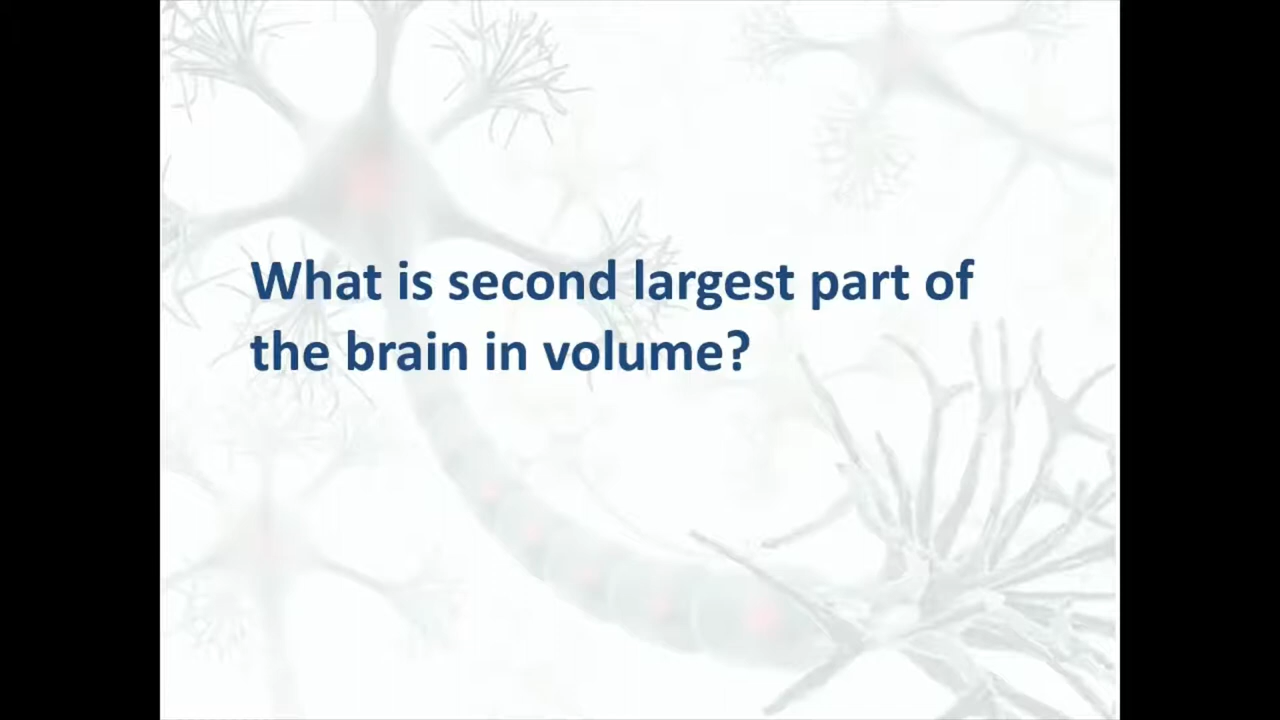 What is second largest part of
the brain in volume?